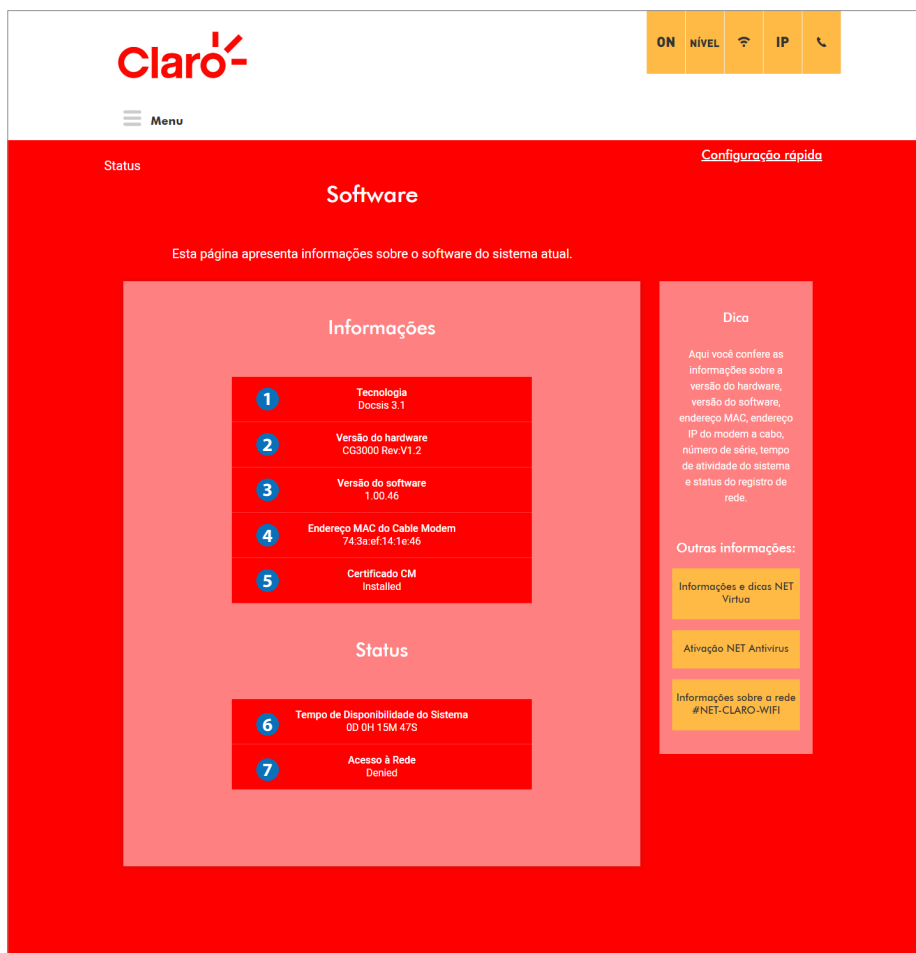 Claro
ON NÍVEL IP
Menu
Configuração rápida
Status
Software
Esta página apresenta informações sobre o software do sistema atual.
Informações
1 Tecnologia
Docsis 3.1
2 Versão do hardware
CG3000 Rev:V1.2
3 Versão do software
1.00.46
4 Endereço MAC do Cable Modem
74:3a:ef:14:1e:46
5 Certificado CM
Installed
Status
6 Tempo de Disponibilidade do Sistema
0D 0H 15M 47S
7 Acesso à Rede
Denied
Dica
Aqui você confere as
informações sobre a
versão do hardware,
versão do software,
endereço MAC, endereço
IP do modem a cabo,
número de série, tempo
de atividade do sistema
e status do registro de
rede.
Outras informações:
Informações e dicas NET
Vírtua
Ativação NET Antivirus
Informações sobre a rede
#NET-CLARO-WIFI